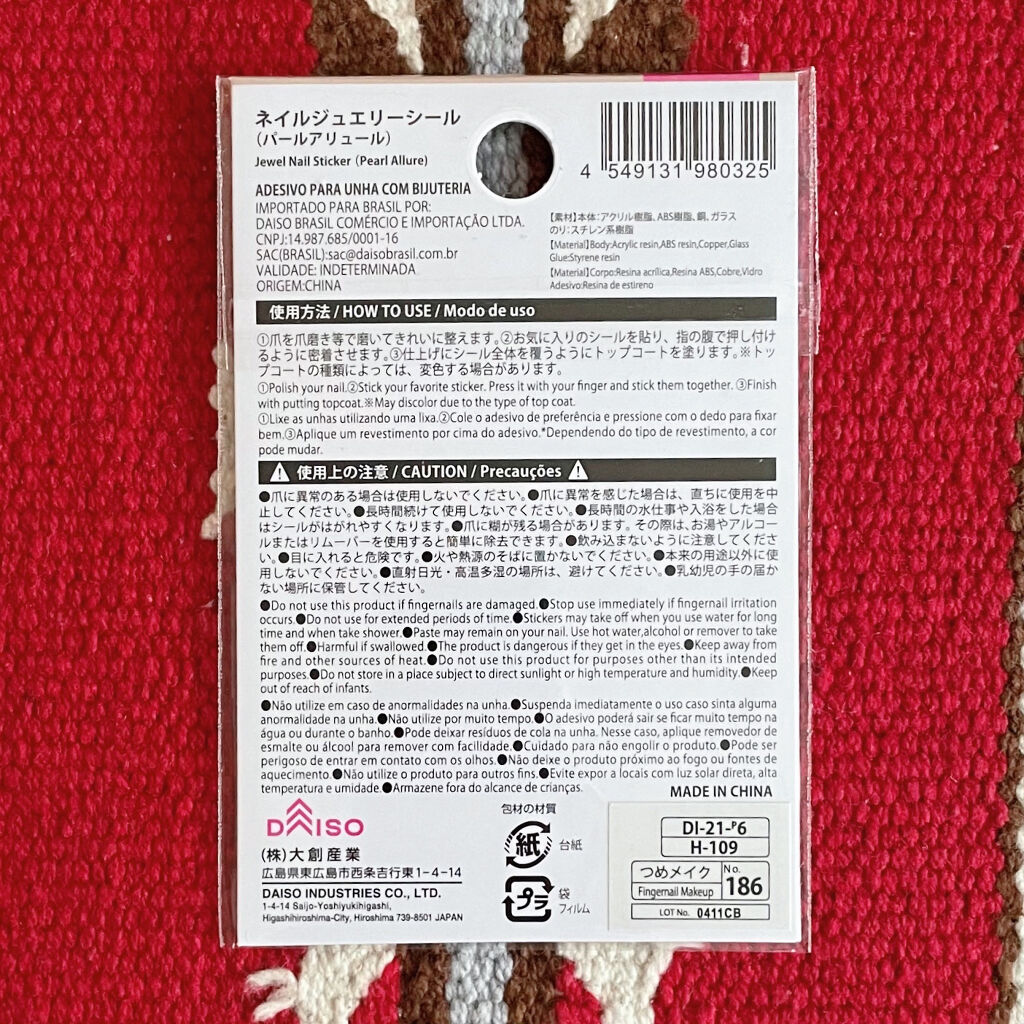 ネイルジュエリーシール
（パールアリュール）
Jewel Nail Sticker（Pearl Allure）
4 549131 980325
ADESIVO PARA UNHA COM BIJUTERIA
IMPORTADO PARA BRASIL POR:
DAISO BRASIL COMÉRCIO E IMPORTAÇÃO LTDA.
CNPJ:14.987.685/0001-16
SAC(BRASIL):sac@daisobrasil.com.br
VALIDADE: INDETERMINADA
ORIGEM:CHINA
【素材】本体：アクリル樹脂、ABS樹脂、銅、ガラス
のり：スチレン系樹脂
【Material】Body:Acrylic resin,ABS resin,Copper,Glass
Glue:Styrene resin
【Material】Corpo:Resina acrílica,Resina ABS,Cobre,Vidro
Adesivo:Resina de estireno
使用方法 / HOW TO USE / Modo de uso
①爪を爪磨き等で磨いてきれいに整えます。②お気に入りのシールを貼り、指の腹で押し付け
るように密着させます。③仕上げにシール全体を覆うようにトップコートを塗ります。※トッ
プコートの種類によっては、変色する場合があります。
①Polish your nail.②Stick your favorite sticker. Press it with your finger and stick them together. ③Finish
with putting topcoat.※May discolor due to the type of top coat.
①Lixe as unhas utilizando uma lixa.②Cole o adesivo de preferência e pressione com o dedo para fixar
bem.③Aplique um revestimento por cima do adesivo.*Dependendo do tipo de revestimento, a cor
pode mudar.
使用上の注意 / CAUTION / Precauções
●爪に異常のある場合は使用しないでください。●爪に異常を感じた場合は、直ちに使用を中
止してください。●長時間続けて使用しないでください。●長時間の水仕事や入浴をした場合
はシールがはがれやすくなります。●爪に糊が残る場合があります。その際は、お湯やアルコー
ルまたはリムーバーを使用すると簡単に除去できます。●飲み込まないように注意してくださ
い。●目に入れると危険です。●火や熱源のそばに置かないでください。●本来の用途以外に使
用しないでください。●直射日光・高温多湿の場所は、避けてください。●乳幼児の手の届か
ない場所に保管してください。
●Do not use this product if fingernails are damaged.●Stop use immediately if fingernail irritation
occurs.●Do not use for extended periods of time.●Stickers may take off when you use water for long
time and when take shower.●Paste may remain on your nail. Use hot water,alcohol or remover to take
them off.●Harmful if swallowed.●The product is dangerous if they get in the eyes.●Keep away from
fire and other sources of heat.●Do not use this product for purposes other than its intended
purposes.●Do not store in a place subject to direct sunlight or high temperature and humidity.●Keep
out of reach of infants.
●Não utilize em caso de anormalidades na unha.●Suspenda imediatamente o uso caso sinta alguma
anormalidade na unha.●Não utilize por muito tempo.●O adesivo poderá sair se ficar muito tempo na
água ou durante o banho.●Pode deixar resíduos de cola na unha. Nesse caso, aplique removedor de
esmalte ou álcool para remover com facilidade.●Cuidado para não engolir o produto.●Pode ser
perigoso de entrar em contato com os olhos.●Não deixe o produto próximo ao fogo ou fontes de
aquecimento.●Não utilize o produto para outros fins.●Evite expor a locais com luz solar direta, alta
temperatura e umidade.●Armazene fora do alcance de crianças.
MADE IN CHINA
DAISO
(株)大創産業
広島県東広島市西条吉行東1-4-14
DAISO INDUSTRIES CO., LTD.
1-4-14 Saijo-Yoshiyukihigashi,
Higashihiroshima-City, Hiroshima 739-8501 JAPAN
包材の材質
紙 台紙
プラ 袋
フィルム
DI-21-P6
H-109
つめメイク
Fingernail Makeup
No.
186
LOT No. 0411CB